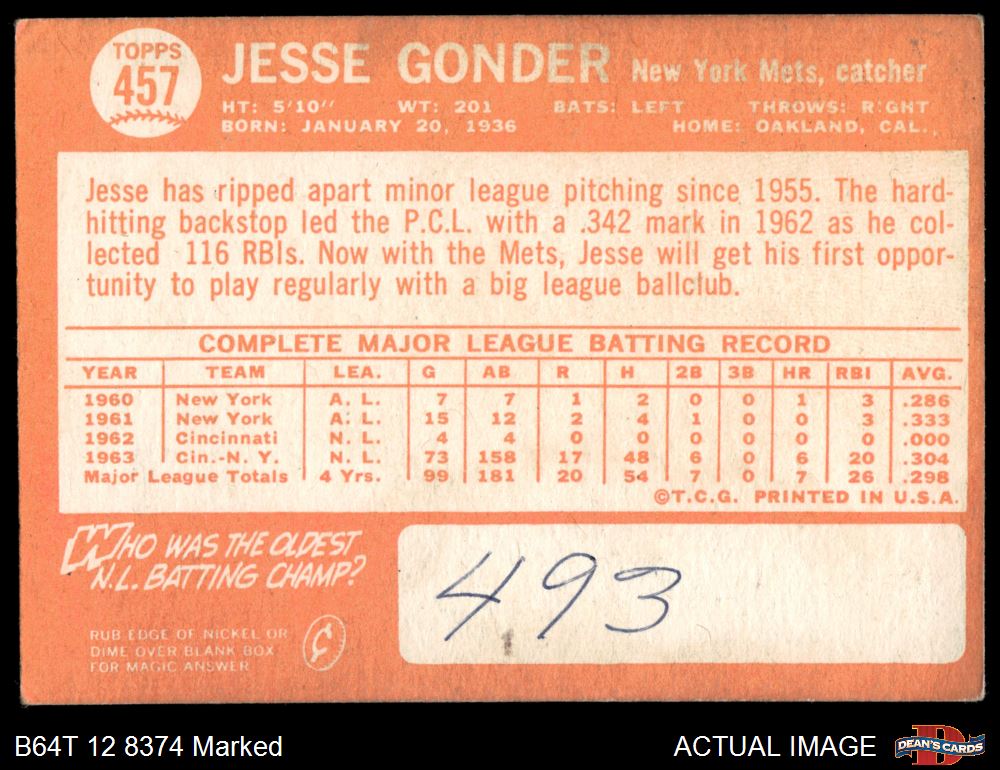 TOPPS
457
JESSE GONDER New York Mets, catcher
HT: 5'10" WT: 201 BATS: LEFT THROWS: RIGHT
BORN: JANUARY 20, 1936 HOME: OAKLAND, CAL.
Jesse has ripped apart minor league pitching since 1955. The hard-
hitting backstop led the P.C.L. with a .342 mark in 1962 as he col-
lected 116 RBIs. Now with the Mets, Jesse will get his first oppor-
tunity to play regularly with a big league ballclub.
COMPLETE MAJOR LEAGUE BATTING RECORD
YEAR TEAM LEA. G AB R H 2B 3B HR RBI AVG.
1960 New York A. L. 7 7 1 2 0 0 1 3 .286
1961 New York A. L. 15 12 2 4 1 0 0 3 .333
1962 Cincinnati N. L. 4 4 0 0 0 0 0 0 .000
1963 Cin.-N. Y. N. L. 73 158 17 48 6 0 6 20 .304
Major League Totals 4 Yrs. 99 181 20 54 7 0 7 26 .298
©T.C.G. PRINTED IN U.S.A.
WHO WAS THE OLDEST
N.L. BATTING CHAMP?
RUB EDGE OF NICKEL OR
DIME OVER BLANK BOX
FOR MAGIC ANSWER
¢
493
B64T 12 8374 Marked
ACTUAL IMAGE
D
DEAN'S CARDS